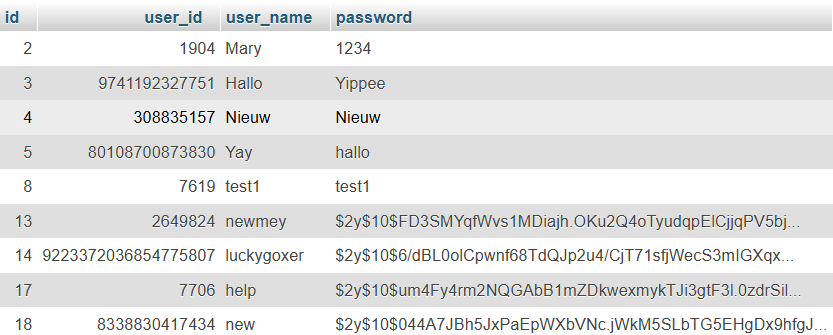 id user_id user_name password
2 1904 Mary 1234
3 9741192327751 Hallo Yippee
4 308835157 Nieuw Nieuw
5 80108700873830 Yay hallo
8 7619 test1 test1
13 2649824 newmey $2y$10$FD3SMYqfWvs1MDiajh.OKu2Q4oTyudqpElCjjqPV5bj...
14 9223372036854775807 luckygoxer $2y$10$6/dBL0olCpwnf68TdQJp2u4/CjT71sfjWecS3mIGXqx...
17 7706 help $2y$10$um4Fy4rm2NQGAbB1mZDkwexmykTJi3gtF3l.0zdrSil...
18 8338830417434 new $2y$10$044A7JBh5JxPaEpWXbVNc.jWkM5SLbTG5EHgDx9hfgJ...